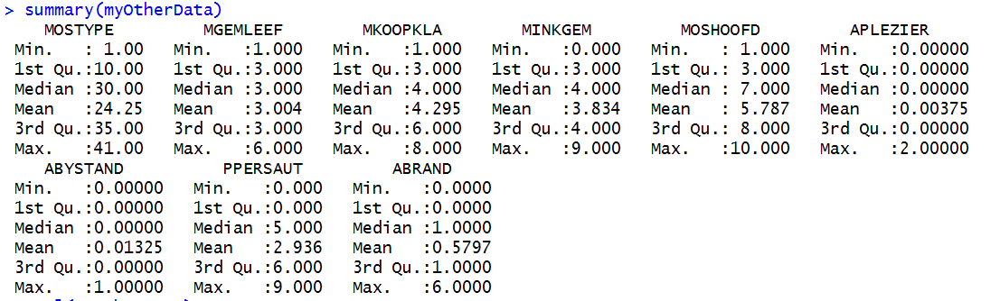 > summary(myOtherData)
MOSTYPE MGEMLEEF MKOOPKLA MINKGEM MOSHOOFD APLEZIER
Min. : 1.00 Min. :1.000 Min. :1.000 Min. :0.000 Min. : 1.000 Min. :0.00000
1st Qu.:10.00 1st Qu.:3.000 1st Qu.:3.000 1st Qu.:3.000 1st Qu.: 3.000 1st Qu.:0.00000
Median :30.00 Median :3.000 Median :4.000 Median :4.000 Median : 7.000 Median :0.00000
Mean :24.25 Mean :3.004 Mean :4.295 Mean :3.834 Mean : 5.787 Mean :0.00375
3rd Qu.:35.00 3rd Qu.:3.000 3rd Qu.:6.000 3rd Qu.:4.000 3rd Qu.: 8.000 3rd Qu.:0.00000
Max. :41.00 Max. :6.000 Max. :8.000 Max. :9.000 Max. :10.000 Max. :2.00000
ABYSTAND PPERSAUT ABRAND
Min. :0.00000 Min. :0.000 Min. :0.0000
1st Qu.:0.00000 1st Qu.:0.000 1st Qu.:0.0000
Median :0.00000 Median :5.000 Median :1.0000
Mean :0.01325 Mean :2.936 Mean :0.5797
3rd Qu.:0.00000 3rd Qu.:6.000 3rd Qu.:1.0000
Max. :1.00000 Max. :9.000 Max. :6.0000